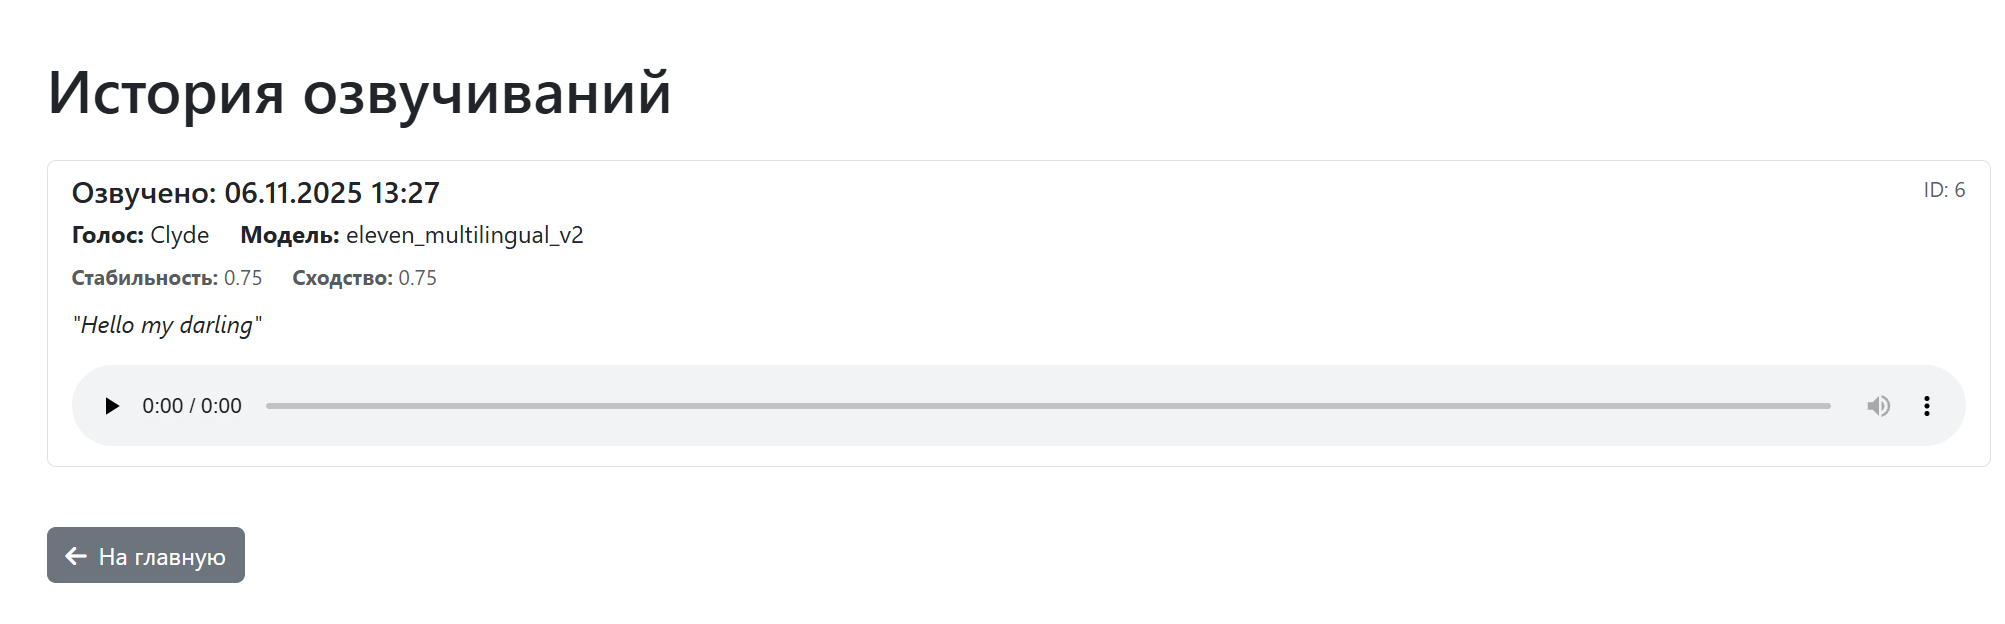 История озвучиваний
Озвучено: 06.11.2025 13:27
ID: 6
Голос: Clyde Модель: eleven_multilingual_v2
Стабильность: 0.75 Сходство: 0.75
"Hello my darling"
0:00 / 0:00
На главную